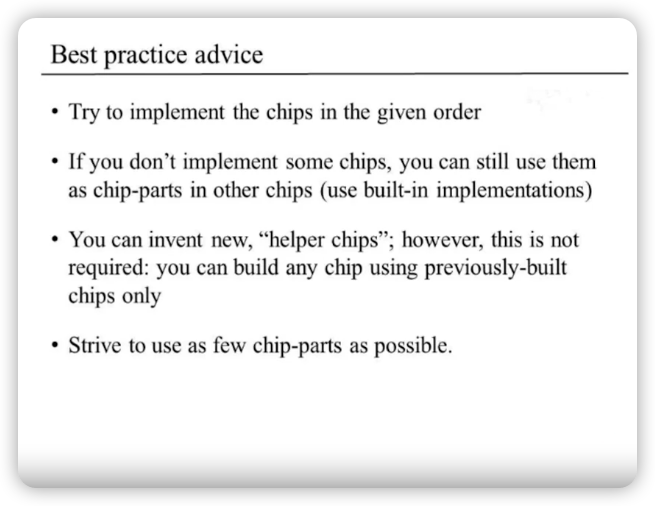 Best practice advice
• Try to implement the chips in the given order
• If you don’t implement some chips, you can still use them
as chip-parts in other chips (use built-in implementations)
• You can invent new, “helper chips”; however, this is not
required: you can build any chip using previously-built
chips only
• Strive to use as few chip-parts as possible.